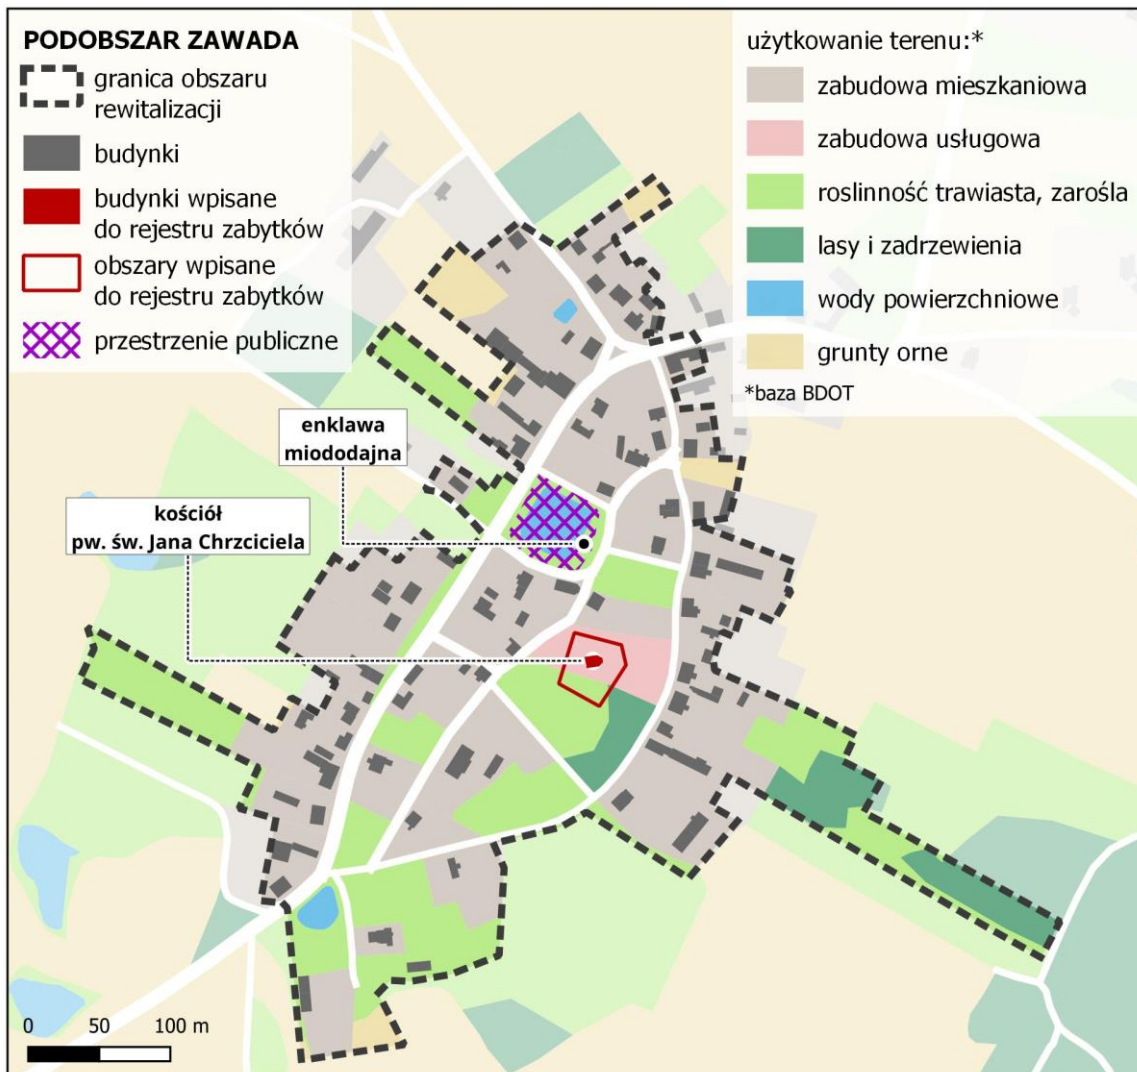 PODOBSZAR ZAWADA
granica obszaru
rewitalizacji
budynki
budynki wpisane
do rejestru zabytków
obszary wpisane
do rejestru zabytków
przestrzenie publiczne
użytkowanie terenu:*
zabudowa mieszkaniowa
zabudowa usługowa
roslinność trawiasta, zarośla
lasy i zadrzewienia
wody powierzchniowe
grunty orne
*baza BDOT
enklawa
miododajna
kościół
pw. św. Jana Chrzciciela
0 50 100 m